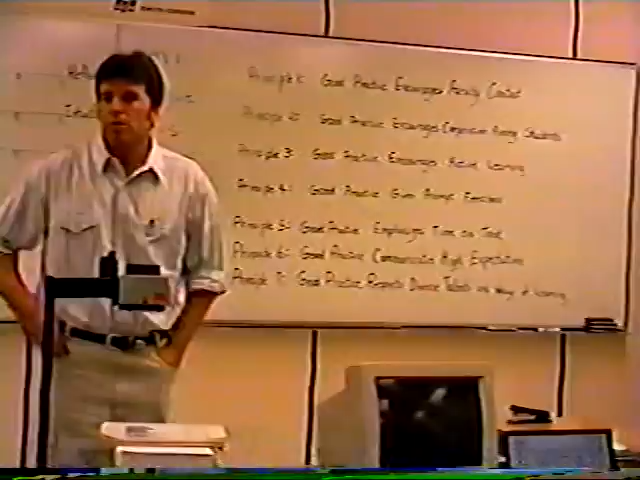 Principle 1: Good Practice Encourages Faculty Contact
Principle 2: Good Practice Encourages Cooperation Among Students
Principle 3: Good Practice Encourages Active Learning
Principle 4: Good Practice Gives Prompt
Principle 5: Good Practice Emphasizes Time on Task
Principle 6: Good Practice Communicates High Expectations
Principle 7: Good Practice Respects Diverse Talents and ways of learning